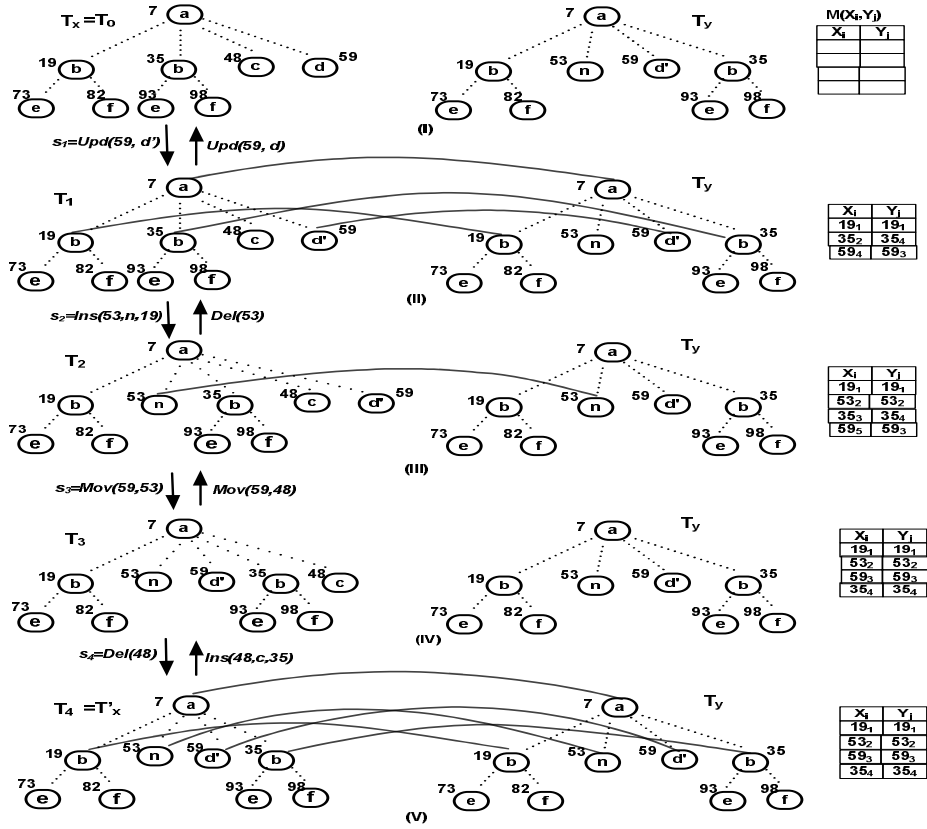 Tₓ =T₀ 7 a Tᵧ 7 a M(Xᵢ,Yⱼ)
Xᵢ Yⱼ
19 b 35 b 48 c d 59 19 b 53 n 59 d' b 35
73 e 82 f 93 e 98 f 73 e 82 f 93 e 98 f
(I)
s₁=Upd(59, d') Upd(59, d)
T₁ 7 a 7 a Tᵧ
Xᵢ Yⱼ
19₁ 19₁
35₂ 35₄
59₄ 59₃
19 b 35 b 48 c d' 59 19 b 53 n 59 d' b 35
73 e 82 f 93 e 98 f 73 e 82 f 93 e 98 f
(II)
s₂=Ins(53,n,19) Del(53)
T₂ 7 a 7 a Tᵧ
Xᵢ Yⱼ
19₁ 19₁
53₂ 53₂
35₃ 35₄
59₅ 59₃
19 b 53 n 35 b 48 c d' 59 19 b 53 n 59 d' b 35
73 e 82 f 93 e 98 f 73 e 82 f 93 e 98 f
(III)
s₃=Mov(59,53) Mov(59,48)
T₃ 7 a 7 a Tᵧ
Xᵢ Yⱼ
19₁ 19₁
53₂ 53₂
59₃ 59₃
35₄ 35₄
19 b 53 n 59 d' 35 b 48 c 19 b 53 n 59 d' b 35
73 e 82 f 93 e 98 f 73 e 82 f 93 e 98 f
(IV)
s₄=Del(48) Ins(48,c,35)
T₄ =T'ₓ 7 a 7 a Tᵧ
Xᵢ Yⱼ
19₁ 19₁
53₂ 53₂
59₃ 59₃
35₄ 35₄
19 b 53 n 59 d' 35 b 19 b 53 n 59 d' b 35
73 e 82 f 93 e 98 f 73 e 82 f 93 e 98 f
(V)